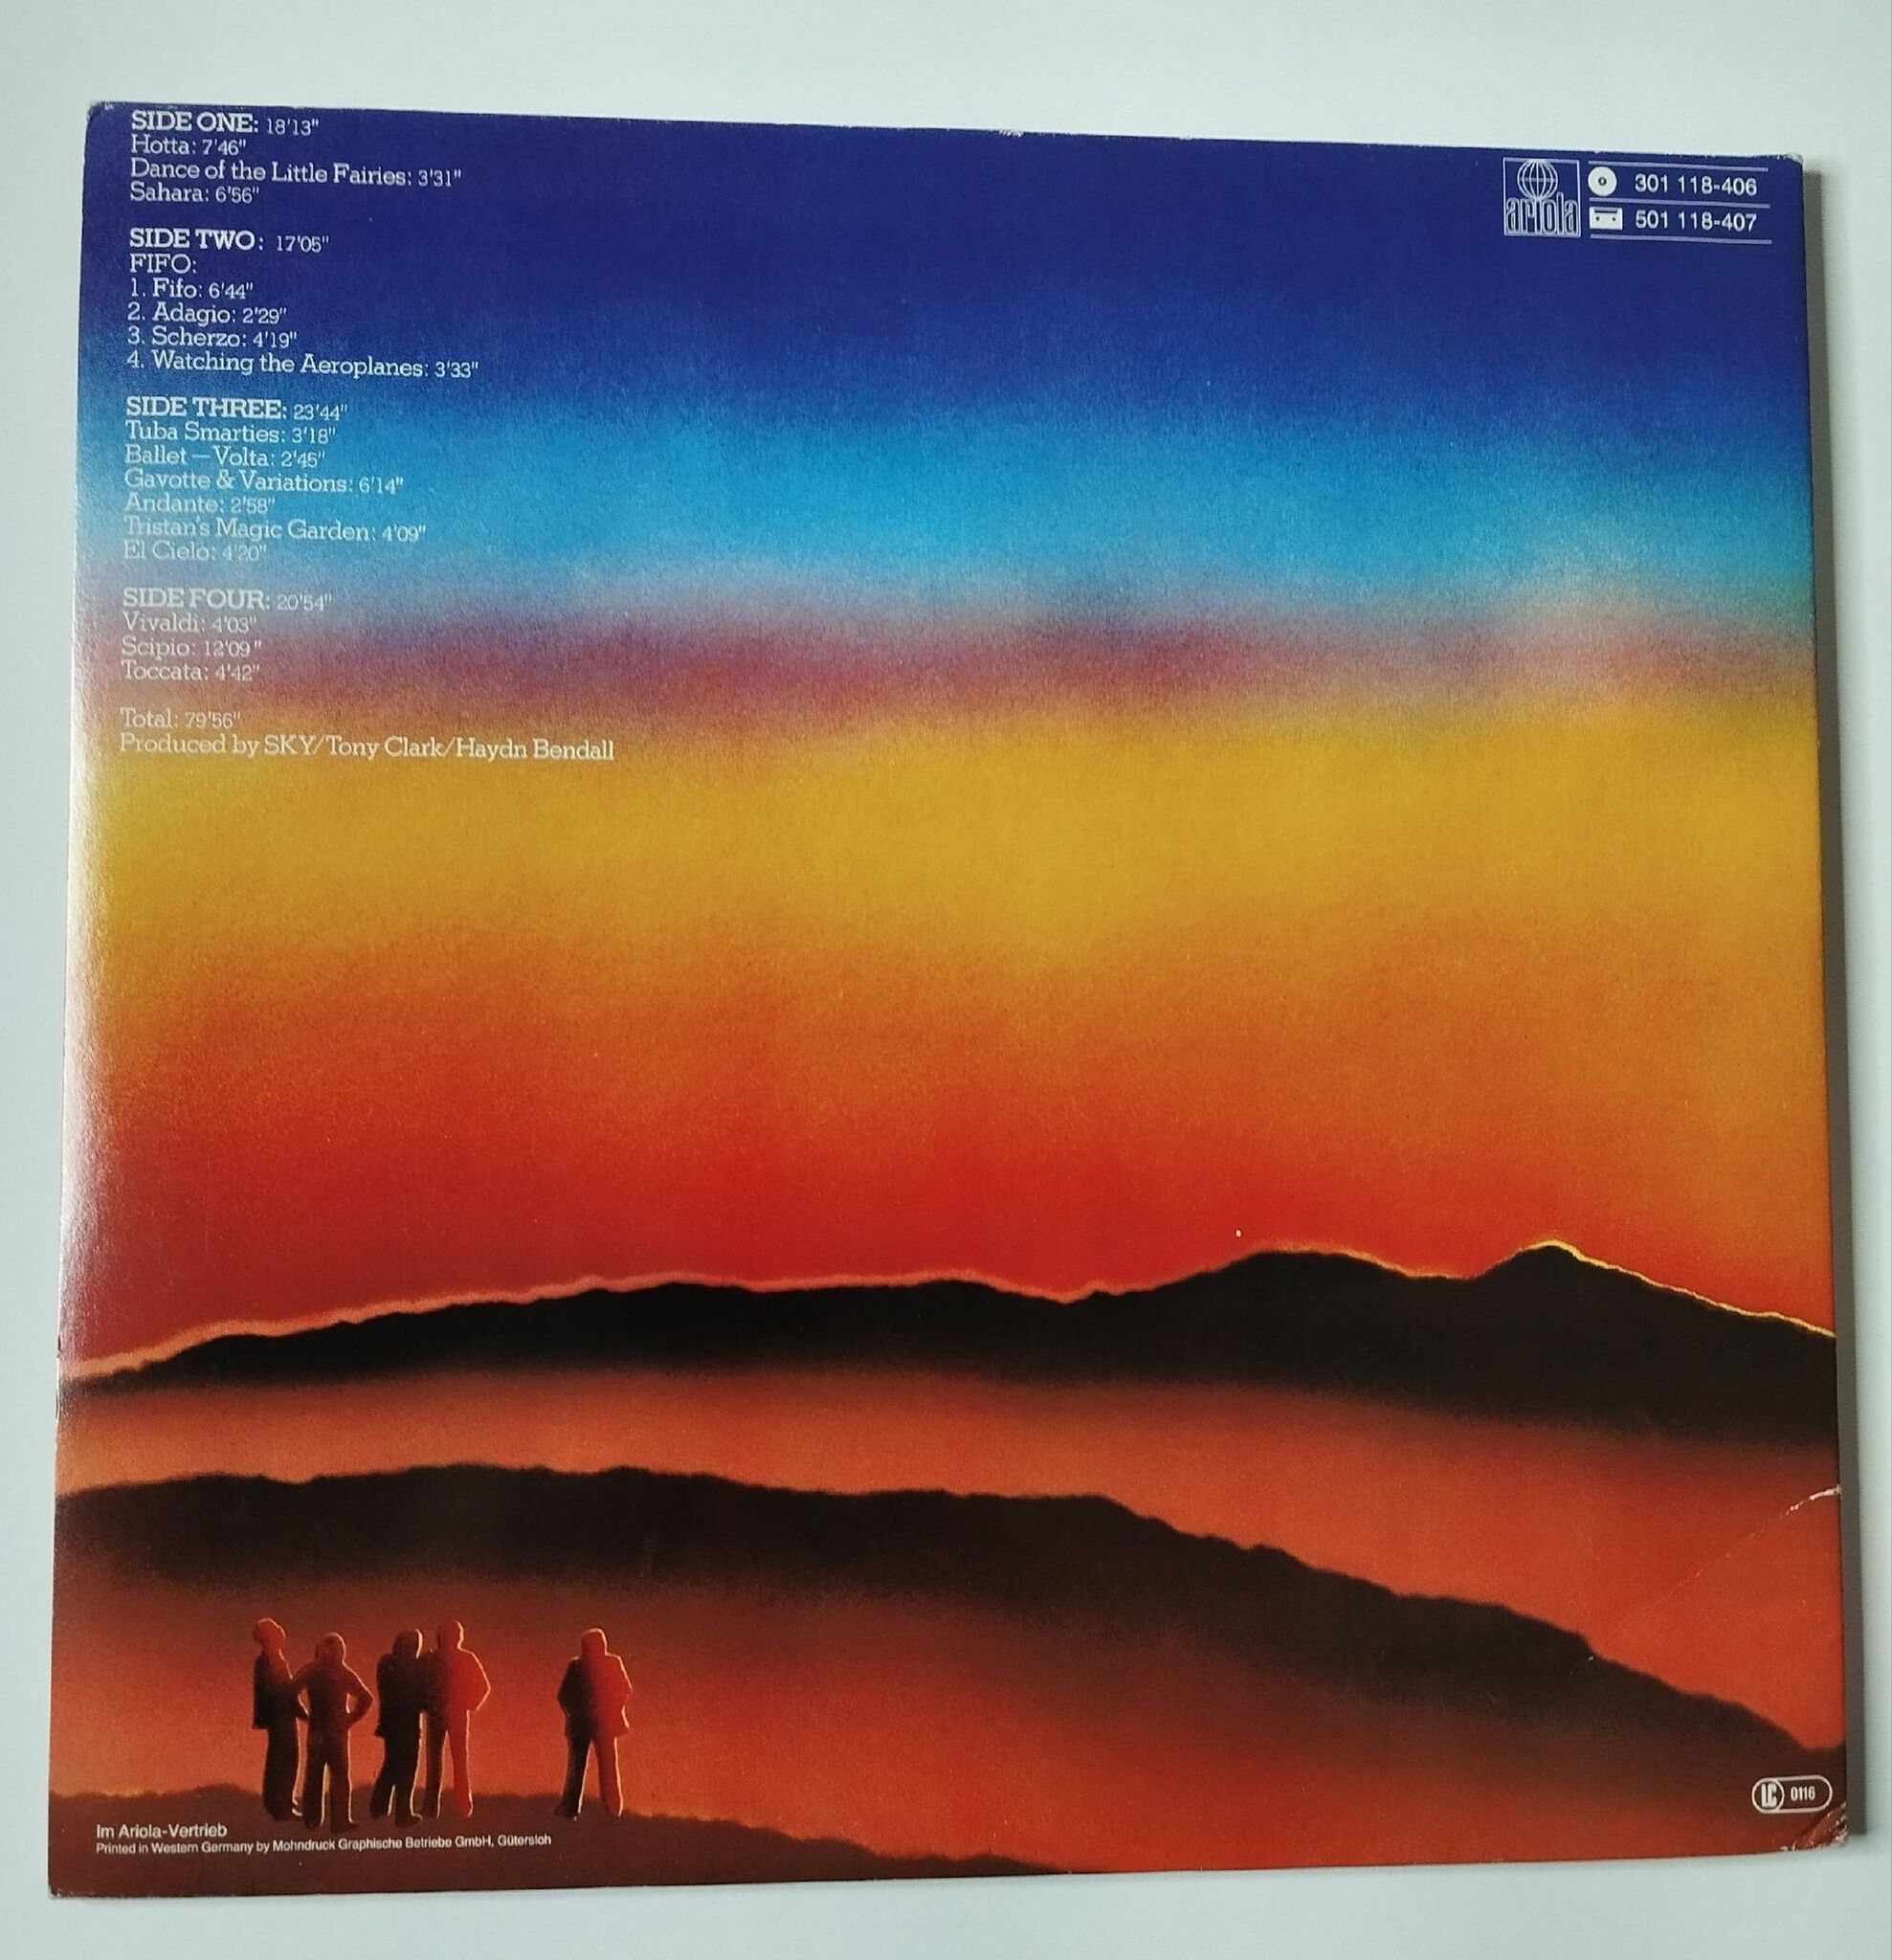 SIDE ONE: 18'13"
Hotta: 7'46"
Dance of the Little Fairies: 3'31"
Sahara: 6'56"
SIDE TWO: 17'05"
FIFO:
1. Fifo: 6'44"
2. Adagio: 2'29"
3. Scherzo: 4'19"
4. Watching the Aeroplanes: 3'33"
SIDE THREE: 23'44"
Tuba Smarties: 3'18"
Ballet — Volta: 2'45"
Gavotte & Variations: 6'14"
Andante: 2'58"
Tristan's Magic Garden: 4'09"
El Cielo: 4'20"
SIDE FOUR: 20'54"
Vivaldi: 4'03"
Scipio: 12'09"
Toccata: 4'42"
Total: 79'56"
Produced by SKY/Tony Clark/Haydn Bendall
ariola
301 118-406
501 118-407
Im Ariola-Vertrieb
Printed in Western Germany by Mohndruck Graphische Betriebe GmbH, Gütersloh
LC 0116